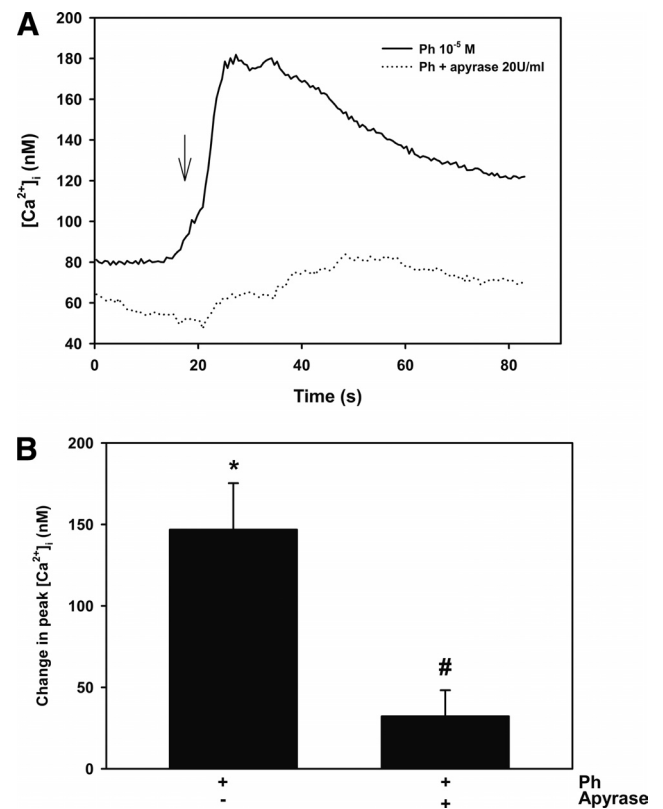 A
200
180
160
140
120
100
80
60
40
[Ca²⁺]ᵢ (nM)
Ph 10⁻⁵ M
Ph + apyrase 20U/ml
0 20 40 60 80
Time (s)
B
200
150
100
50
0
Change in peak [Ca²⁺]ᵢ (nM)
*
#
+ + Ph
- + Apyrase